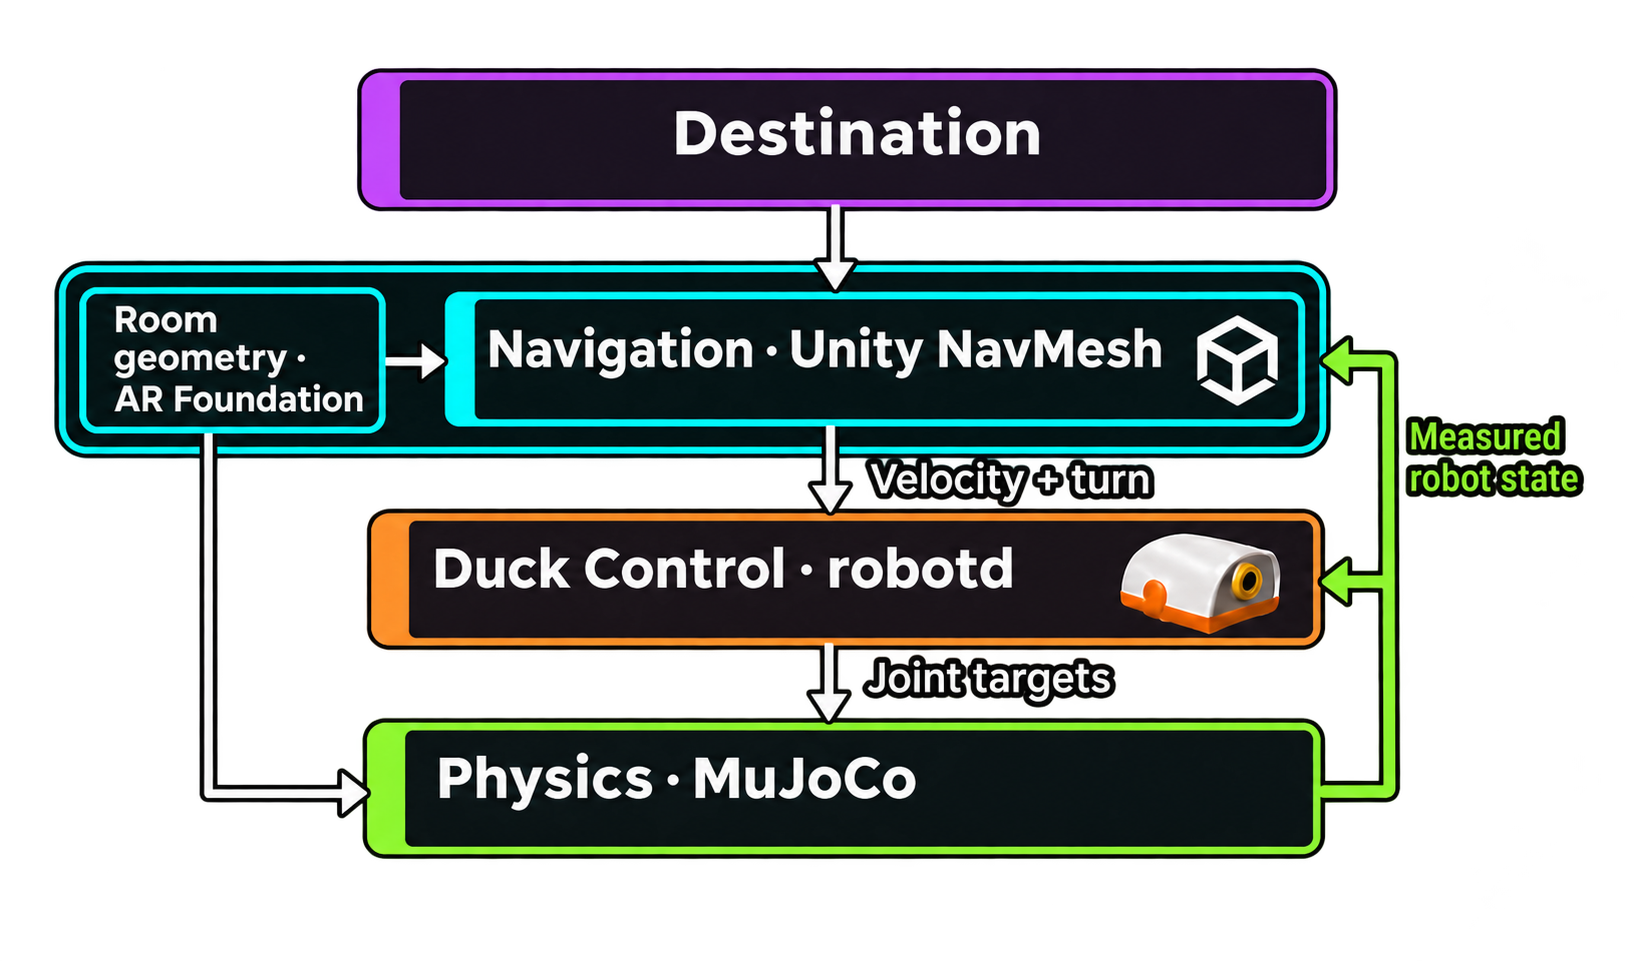 Destination
Room
geometry ·
AR Foundation
Navigation · Unity NavMesh
Measured
robot state
Velocity + turn
Duck Control · robotd
Joint targets
Physics · MuJoCo